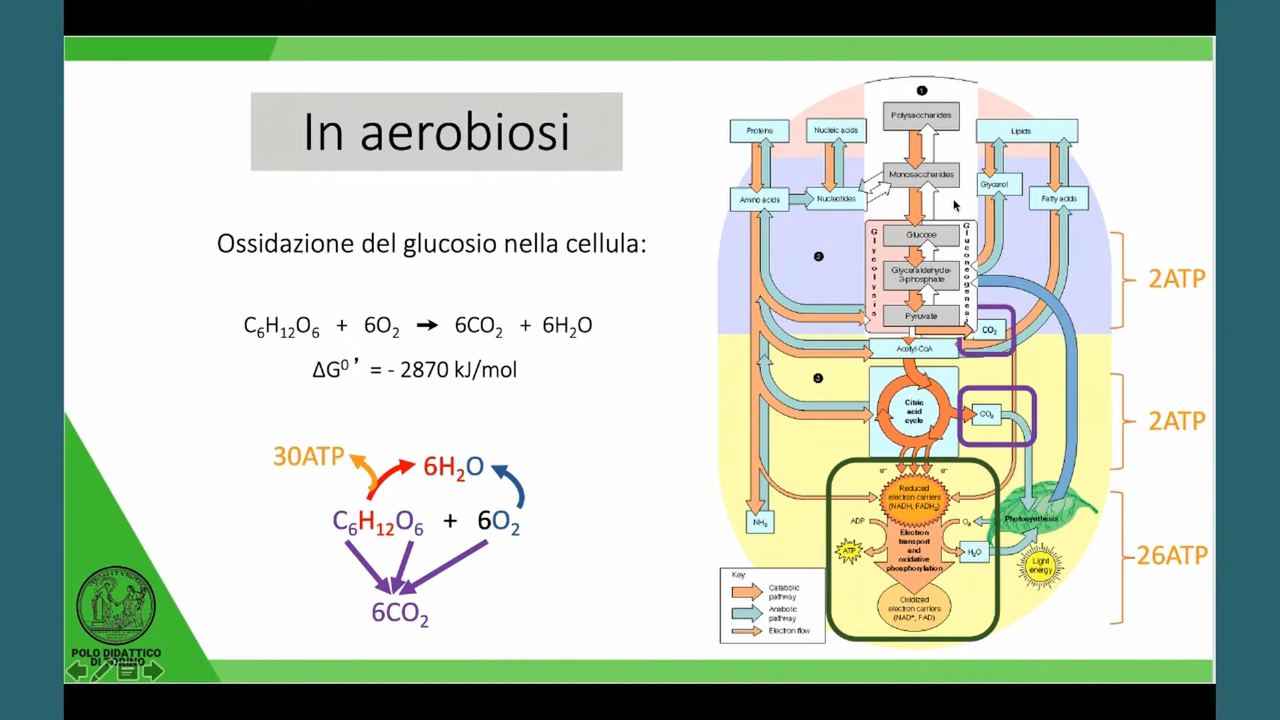 In aerobiosi
Ossidazione del glucosio nella cellula:
C₆H₁₂O₆ + 6O₂ → 6CO₂ + 6H₂O
ΔG⁰’ = - 2870 kJ/mol
30ATP
6H₂O
C₆H₁₂O₆ + 6O₂
6CO₂
POLO DIDATTICO
DI TORINO
1
Polysaccharides
Proteins
Nucleic acids
Lipids
Monosaccharides
Glycerol
Amino acids
Nucleotides
Fatty acids
Glycolysis
Glucose
Gluconeogenesis
2
Glyceraldehyde-
3-phosphate
Pyruvate
CO₂
Acetyl-CoA
3
Citric
acid
cycle
CO₂
e⁻
e⁻
Reduced
electron carriers
(NADH, FADH₂)
ADP
O₂
Photosynthesis
NH₃
Electron
transport
and
oxidative
phosphorylation
ATP
H₂O
Light
energy
Oxidized
electron carriers
(NAD⁺, FAD)
Key:
Catabolic
pathway
Anabolic
pathway
Electron flow
2ATP
2ATP
26ATP